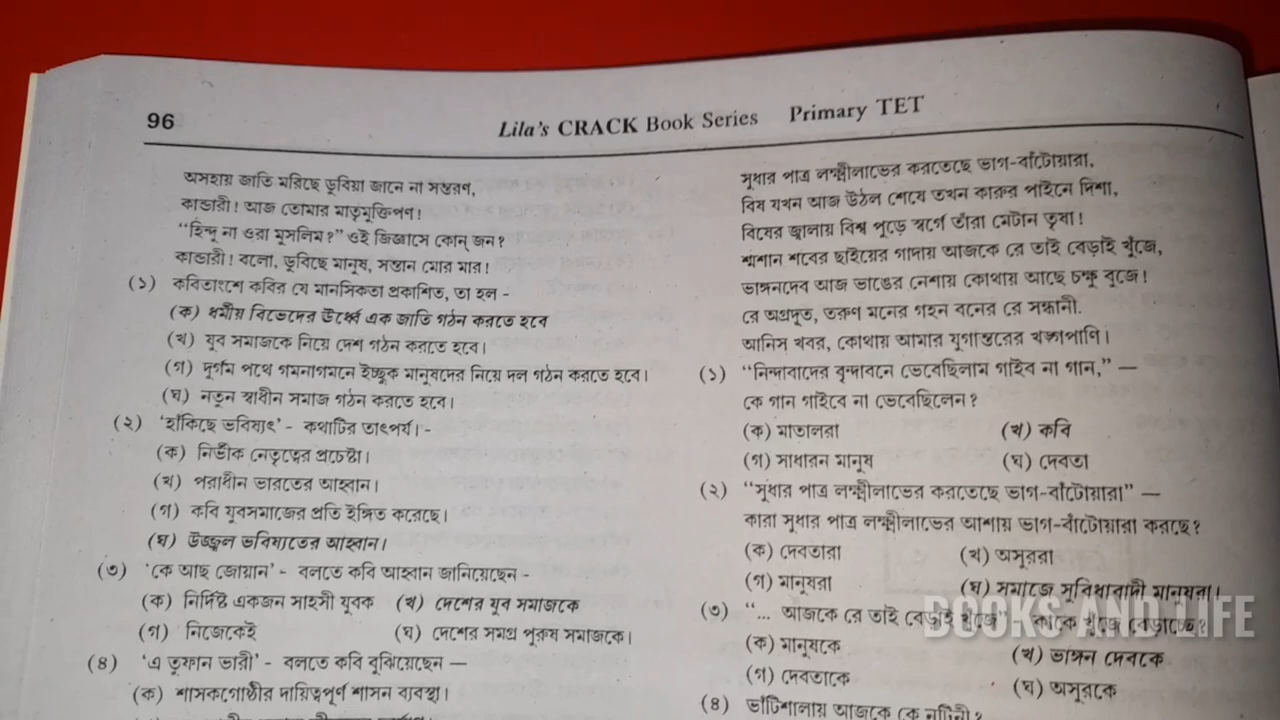 96
Lila's CRACK Book Series Primary TET
অসহায় জাতি মরিছে ডুবিয়া জানে না সন্তরণ,
কান্ডারী! আজ তোমার মাতৃমুক্তিপণ!
“হিন্দু না ওরা মুসলিম?” ওই জিজ্ঞাসে কোন্ জন?
কান্ডারী! বলো, ডুবিছে মানুষ, সন্তান মোর মার!
(১) কবিতাংশে কবির যে মানসিকতা প্রকাশিত, তা হল -
(ক) ধর্মীয় বিভেদের ঊর্ধ্বে এক জাতি গঠন করতে হবে
(খ) যুব সমাজকে নিয়ে দেশ গঠন করতে হবে।
(গ) দুর্গম পথে গমনাগমনে ইচ্ছুক মানুষদের নিয়ে দল গঠন করতে হবে।
(ঘ) নতুন স্বাধীন সমাজ গঠন করতে হবে।
(২) ‘হাঁকিছে ভবিষ্যৎ’ - কথাটির তাৎপর্য। -
(ক) নির্ভীক নেতৃত্বের প্রচেষ্টা।
(খ) পরাধীন ভারতের আহ্বান।
(গ) কবি যুবসমাজের প্রতি ইঙ্গিত করেছে।
(ঘ) উজ্জ্বল ভবিষ্যতের আহ্বান।
(৩) ‘কে আছ জোয়ান’ - বলতে কবি আহ্বান জানিয়েছেন -
(ক) নির্দিষ্ট একজন সাহসী যুবক (খ) দেশের যুব সমাজকে
(গ) নিজেকেই (ঘ) দেশের সমগ্র পুরুষ সমাজকে।
(৪) ‘এ তুফান ভারী’ - বলতে কবি বুঝিয়েছেন —
(ক) শাসকগোষ্ঠীর দায়িত্বপূর্ণ শাসন ব্যবস্থা।
সুধার পাত্র লক্ষ্মীলাভের করতেছে ভাগ-বাঁটোয়ারা,
বিষ যখন আজ উঠল শেষে তখন কারুর পাইনে দিশা,
বিষের জ্বালায় বিশ্ব পুড়ে স্বর্গে তাঁরা মেটান তৃষা!
শ্মশান শবের ছাইয়ের গাদায় আজকে রে তাই বেড়াই খুঁজে,
ভাঙ্গনদেব আজ ভাঙের নেশায় কোথায় আছে চক্ষু বুজে!
রে অগ্রদূত, তরুণ মনের গহন বনের রে সন্ধানী.
আনিস খবর, কোথায় আমার যুগান্তরের খড়্গপাণি।
(১) “নিন্দাবাদের বৃন্দাবনে ভেবেছিলাম গাইব না গান,” —
কে গান গাইবে না ভেবেছিলেন?
(ক) মাতালরা (খ) কবি
(গ) সাধারন মানুষ (ঘ) দেবতা
(২) “সুধার পাত্র লক্ষ্মীলাভের করতেছে ভাগ-বাঁটোয়ারা” —
কারা সুধার পাত্র লক্ষ্মীলাভের আশায় ভাগ-বাঁটোয়ারা করছে?
(ক) দেবতারা (খ) অসুররা
(গ) মানুষরা (ঘ) সমাজে সুবিধাবাদী মানুষরা।
(৩) “... আজকে রে তাই বেড়াই খুঁজে” কাকে খুঁজে বেড়াচ্ছে?
(ক) মানুষকে (খ) ভাঙ্গন দেবকে
(গ) দেবতাকে (ঘ) অসুরকে
(৪) ভাঁটিশালায় আজকে কে নটিনী?
BOOKS AND LIFE